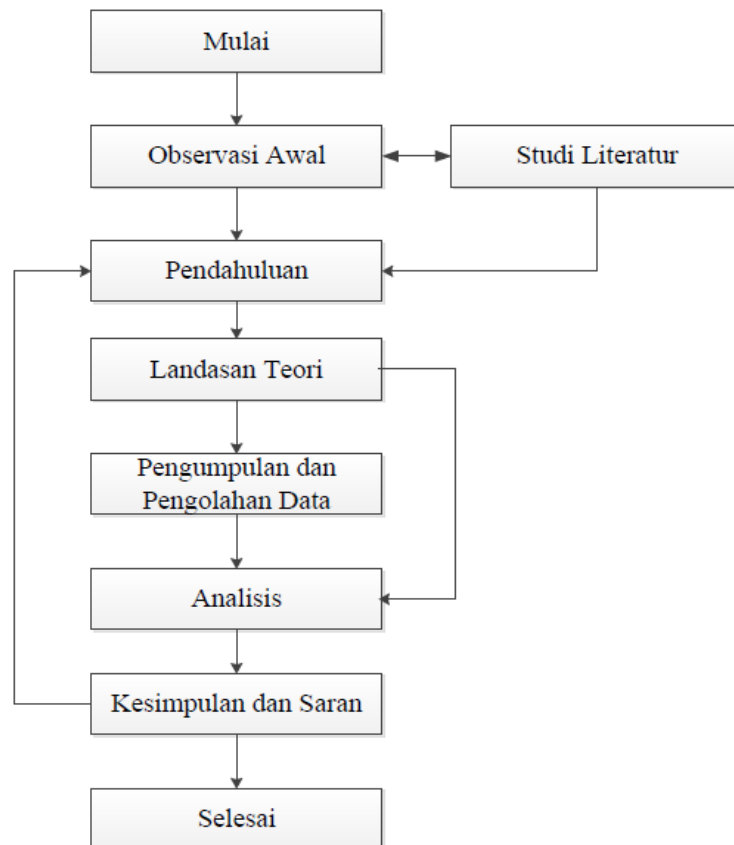 Mulai
Observasi Awal
Studi Literatur
Pendahuluan
Landasan Teori
Pengumpulan dan
Pengolahan Data
Analisis
Kesimpulan dan Saran
Selesai